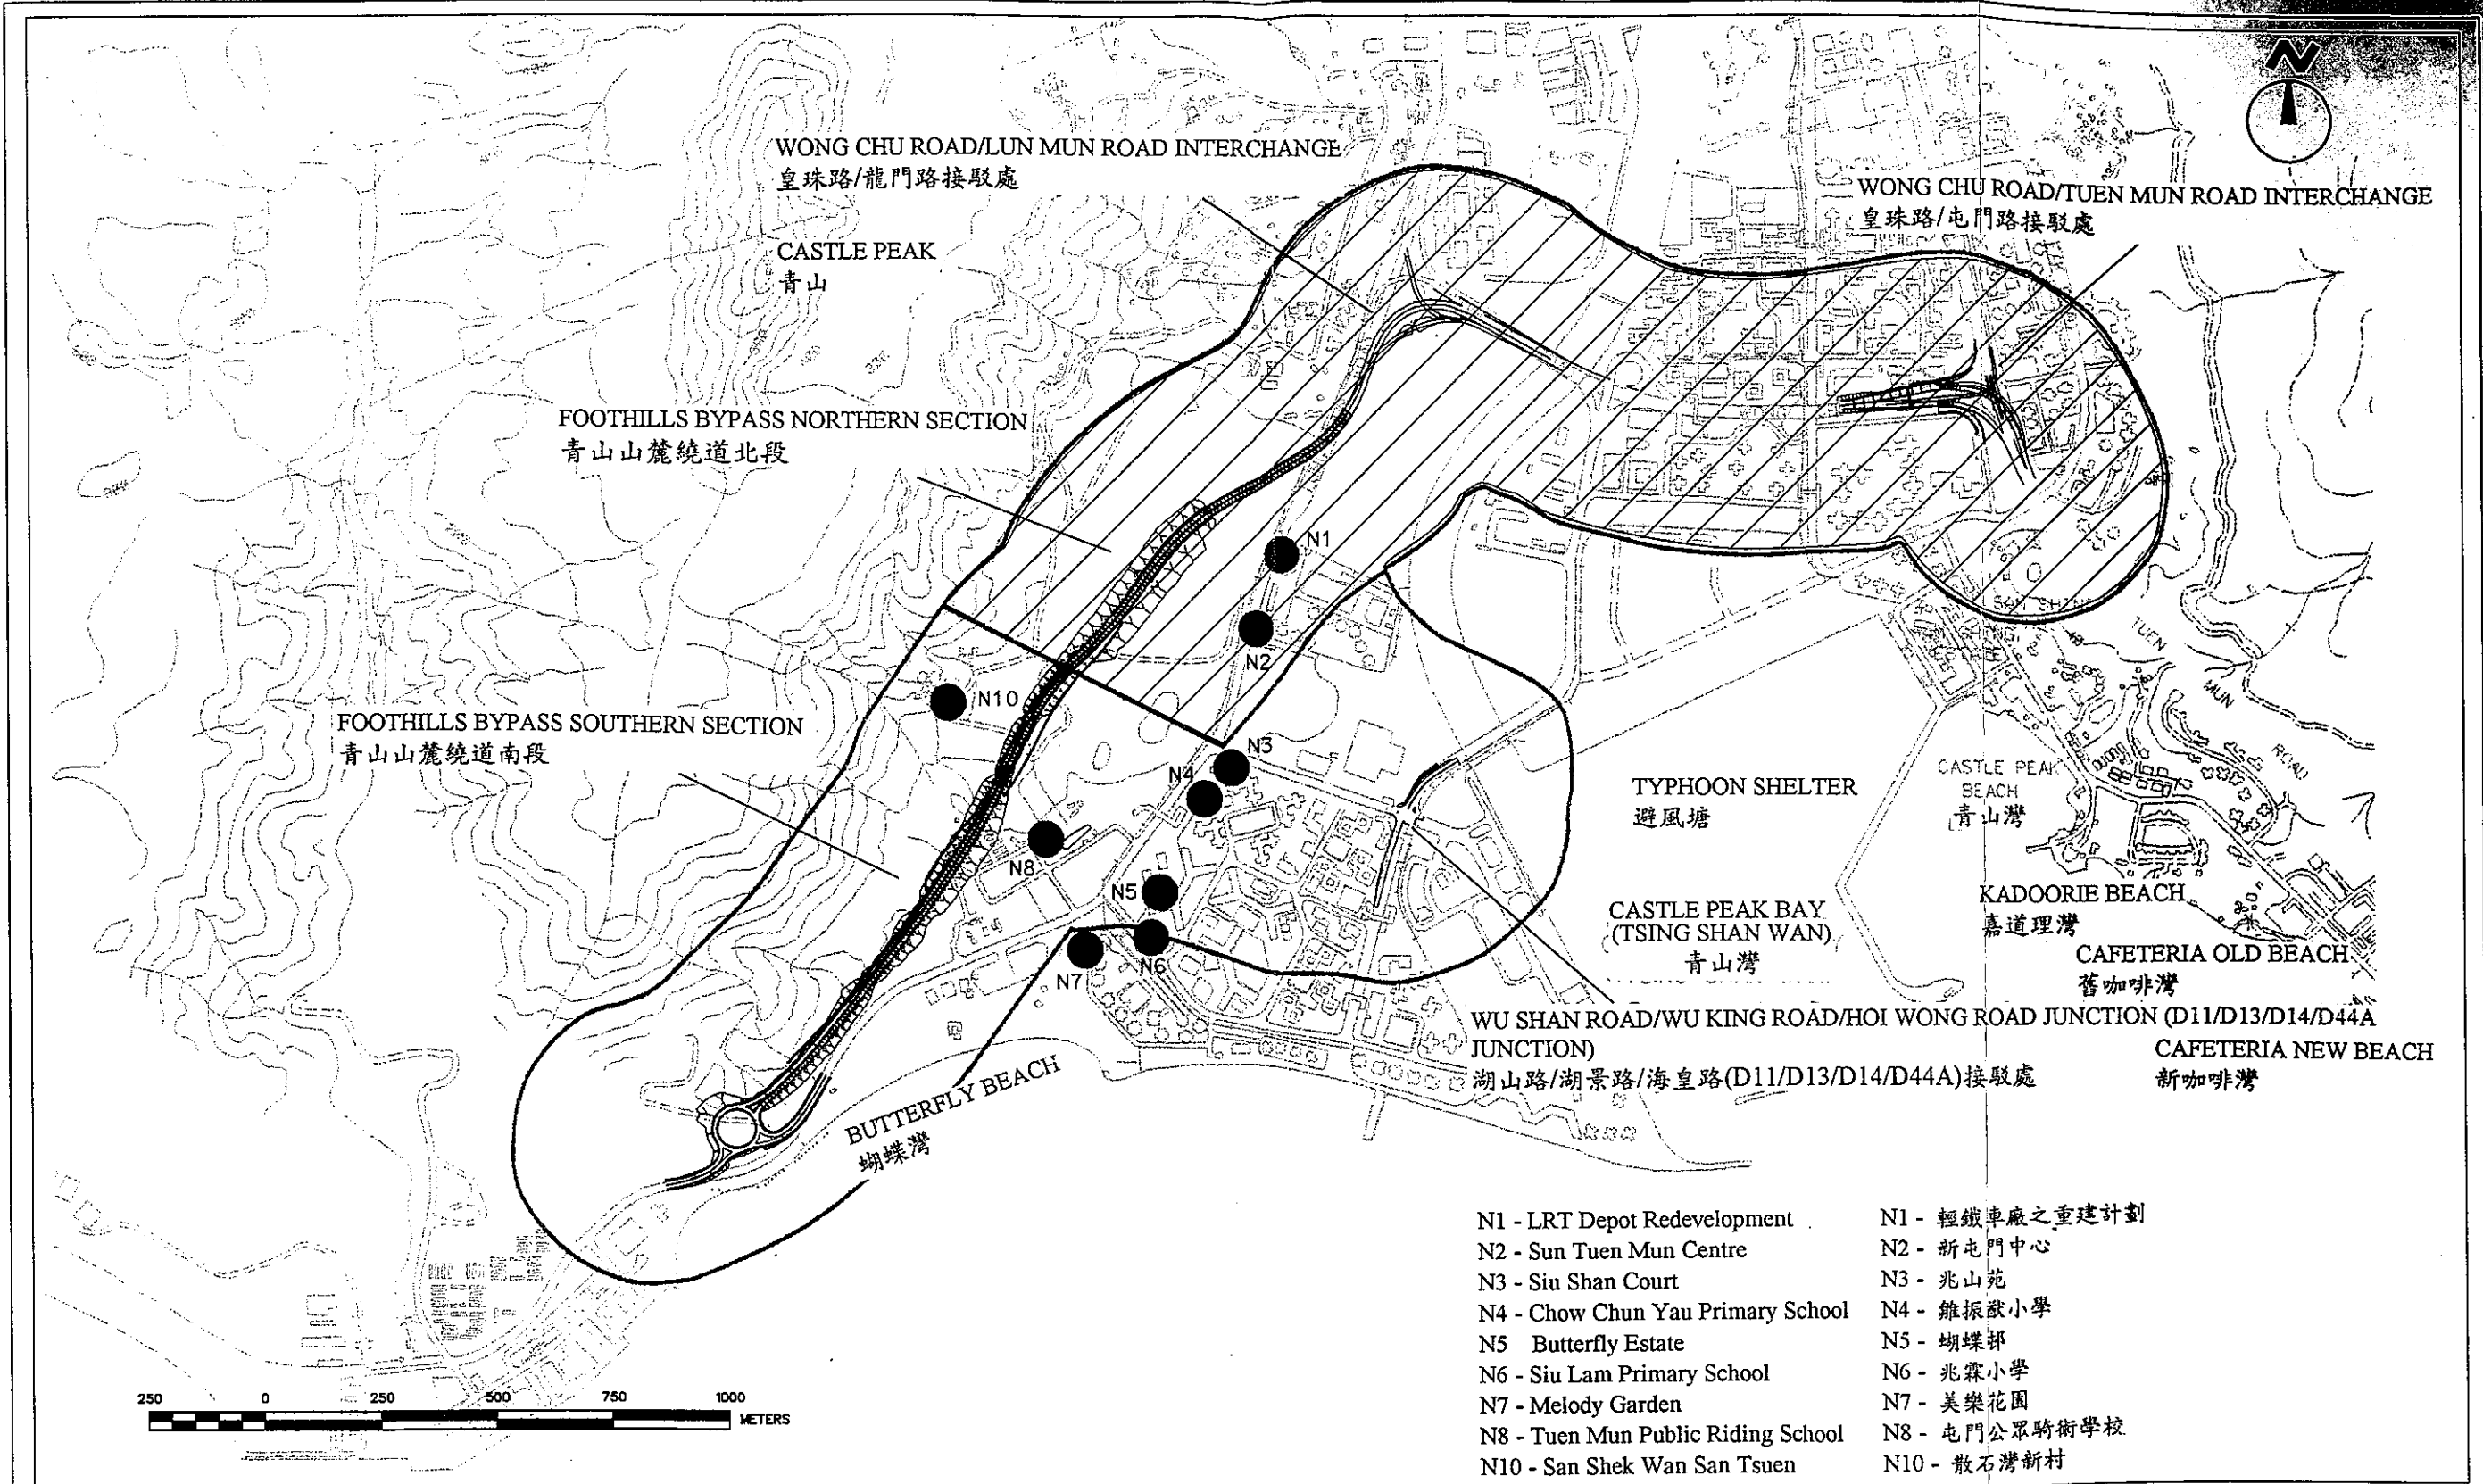 N
WONG CHU ROAD/LUN MUN ROAD INTERCHANGE
皇珠路/龍門路接駁處
WONG CHU ROAD/TUEN MUN ROAD INTERCHANGE
皇珠路/屯門路接駁處
CASTLE PEAK
青山
FOOTHILLS BYPASS NORTHERN SECTION
青山山麓繞道北段
N1
N2
N10
FOOTHILLS BYPASS SOUTHERN SECTION
青山山麓繞道南段
N3
N4
N8
N5
N6
N7
TUEN
MUN
ROAD
TYPHOON SHELTER
避風塘
CASTLE PEAK
BEACH
青山灣
CASTLE PEAK BAY
(TSING SHAN WAN)
青山灣
KADOORIE BEACH
嘉道理灣
CAFETERIA OLD BEACH
舊咖啡灣
WU SHAN ROAD/WU KING ROAD/HOI WONG ROAD JUNCTION (D11/D13/D14/D44A
JUNCTION)
湖山路/湖景路/海皇路(D11/D13/D14/D44A)接駁處
CAFETERIA NEW BEACH
新咖啡灣
BUTTERFLY BEACH
蝴蝶灣
N1 - LRT Depot Redevelopment
N2 - Sun Tuen Mun Centre
N3 - Siu Shan Court
N4 - Chow Chun Yau Primary School
N5 Butterfly Estate
N6 - Siu Lam Primary School
N7 - Melody Garden
N8 - Tuen Mun Public Riding School
N10 - San Shek Wan San Tsuen
N1 - 輕鐵車廠之重建計劃
N2 - 新屯門中心
N3 - 兆山苑
N4 - 振猷小學
N5 - 蝴蝶邨
N6 - 兆霖小學
N7 - 美樂花園
N8 - 屯門公眾騎術學校
N10 - 散石灣新村
250 0 250 500 750 1000
METERS